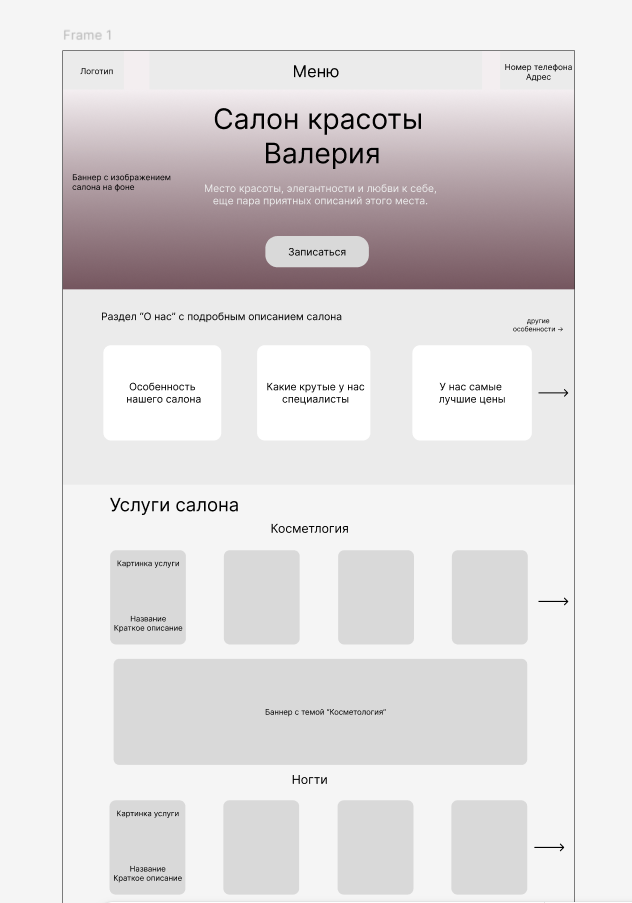 Frame 1
Логотип
Меню
Номер телефона
Адрес
Салон красоты
Валерия
Баннер с изображением
салона на фоне
Место красоты, элегантности и любви к себе,
еще пара приятных описаний этого места.
Записаться
Раздел "О нас" с подробным описанием салона
другие
особенности →
Особенность
нашего салона
Какие крутые у нас
специалисты
У нас самые
лучшие цены
Услуги салона
Косметлогия
Картинка услуги
Название
Краткое описание
Баннер с темой "Косметология"
Ногти
Картинка услуги
Название
Краткое описание